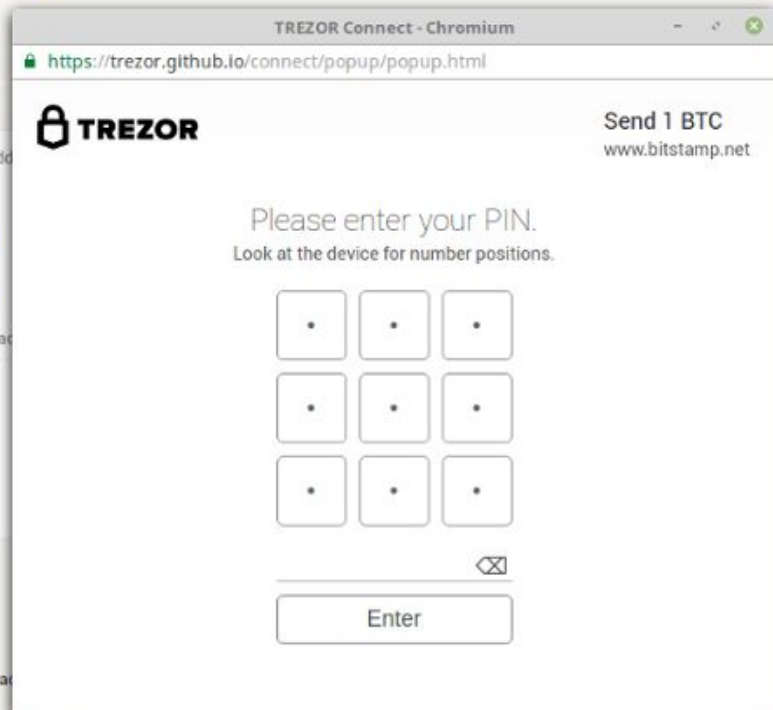 TREZOR Connect - Chromium
https://trezor.github.io/connect/popup/popup.html
TREZOR
Send 1 BTC
www.bitstamp.net
Please enter your PIN.
Look at the device for number positions.
Enter